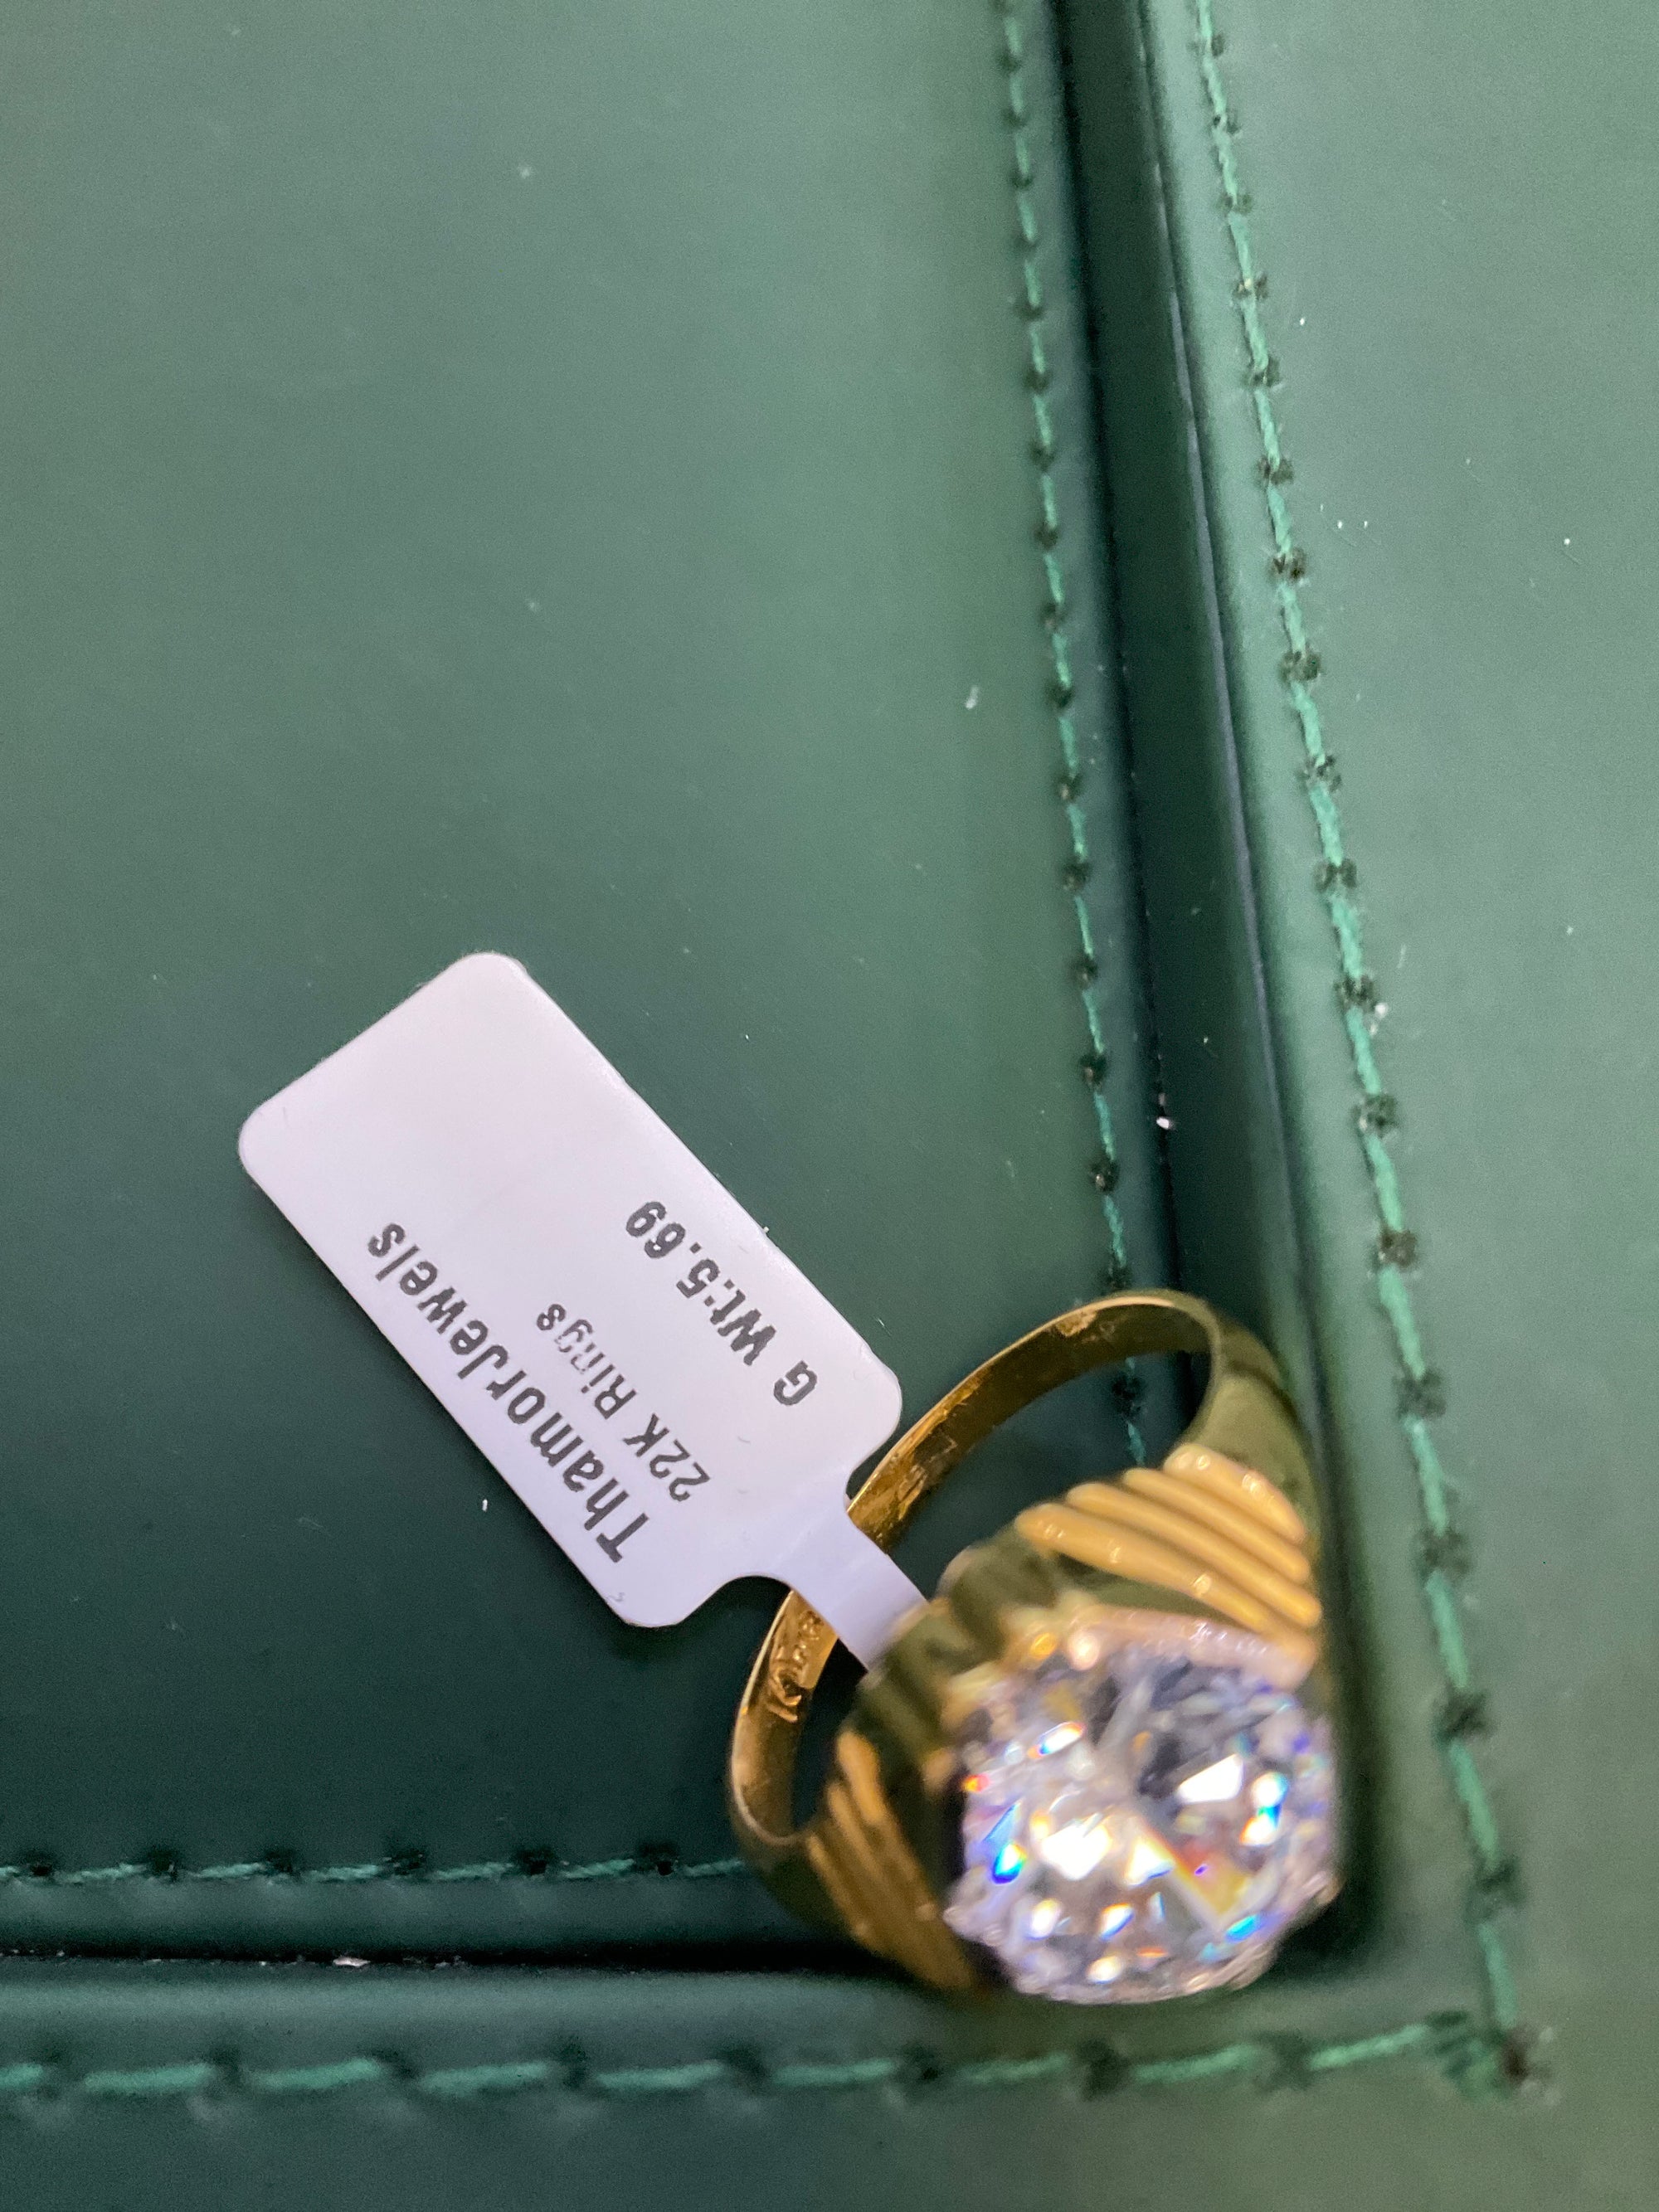 ThamorJewels
22K Rings
G Wt:5.69